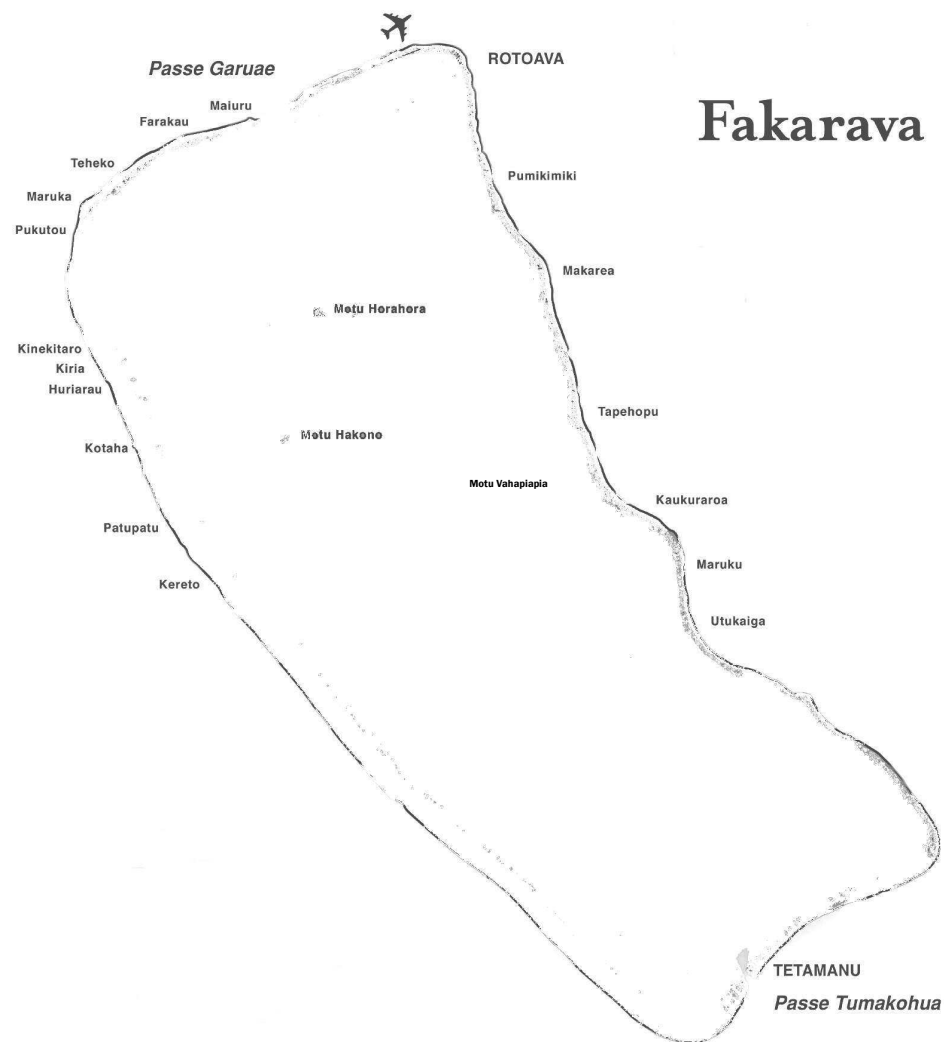 ROTOAVA
Passe Garuae
Maiuru
Farakau
Fakarava
Teheko
Pumikimiki
Maruka
Pukutou
Makarea
Motu Horahora
Kinekitaro
Kiria
Huriarau
Tapehopu
Motu Hakono
Kotaha
Motu Vahapiapia
Kaukuraroa
Patupatu
Maruku
Kereto
Utukaiga
TETAMANU
Passe Tumakohua